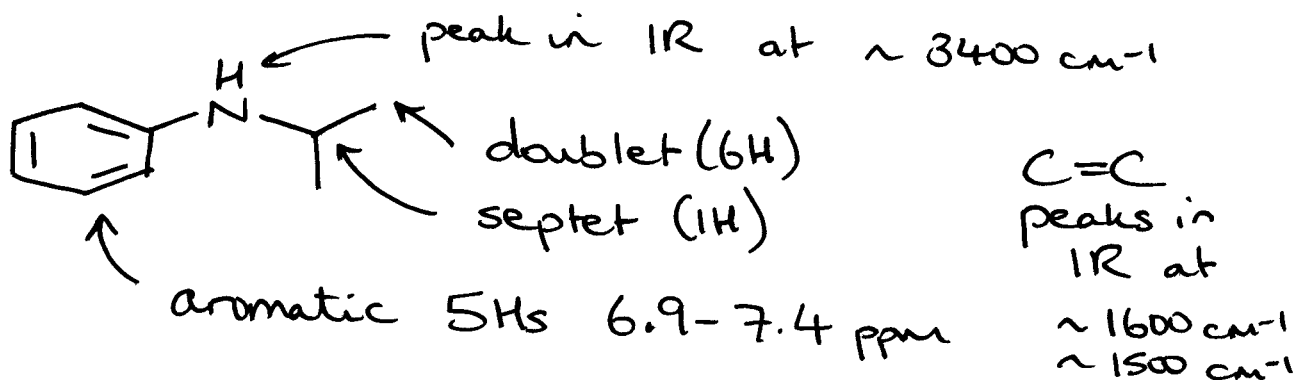 peak in IR at ~ 3400 cm-1
H
N
doublet (6H)
septet (1H)
aromatic 5Hs 6.9-7.4 ppm
C=C
peaks in
IR at
~ 1600 cm-1
~ 1500 cm-1